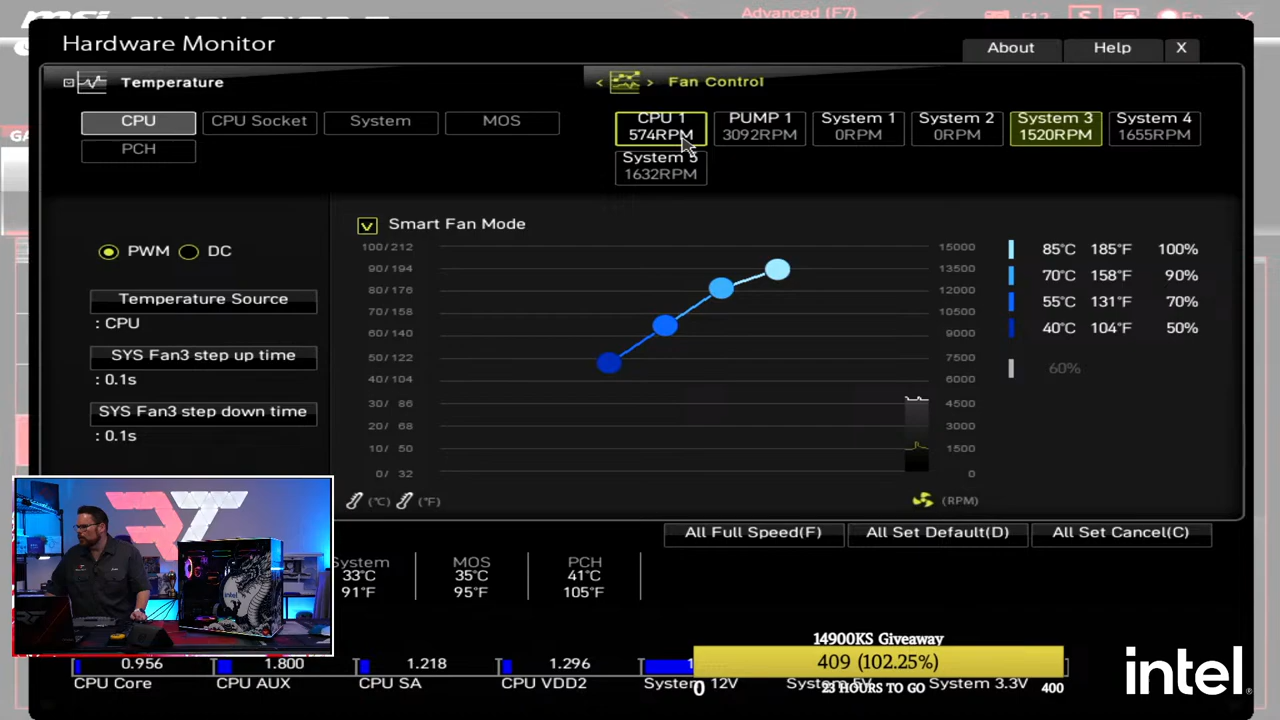 msi
Advanced (F7)
F12
En
Hardware Monitor
About
Help
X
Temperature
< > Fan Control
CPU
CPU Socket
System
MOS
PCH
CPU 1
574RPM
PUMP 1
3092RPM
System 1
0RPM
System 2
0RPM
System 3
1520RPM
System 4
1655RPM
System 5
1632RPM
PWM
DC
Temperature Source
: CPU
SYS Fan3 step up time
: 0.1s
SYS Fan3 step down time
: 0.1s
Smart Fan Mode
100/212
90/194
80/176
70/158
60/140
50/122
40/104
30/ 86
20/ 68
10/ 50
0/ 32
15000
13500
12000
10500
9000
7500
6000
4500
3000
1500
0
(°C)
(°F)
(RPM)
85°C 185°F 100%
70°C 158°F 90%
55°C 131°F 70%
40°C 104°F 50%
60%
All Full Speed(F)
All Set Default(D)
All Set Cancel(C)
System
33°C
91°F
MOS
35°C
95°F
PCH
41°C
105°F
0.956
CPU Core
1.800
CPU AUX
1.218
CPU SA
1.296
CPU VDD2
System 12V
System 5V
System 3.3V
14900KS Giveaway
409 (102.25%)
0
23 HOURS TO GO
400
intel
intel